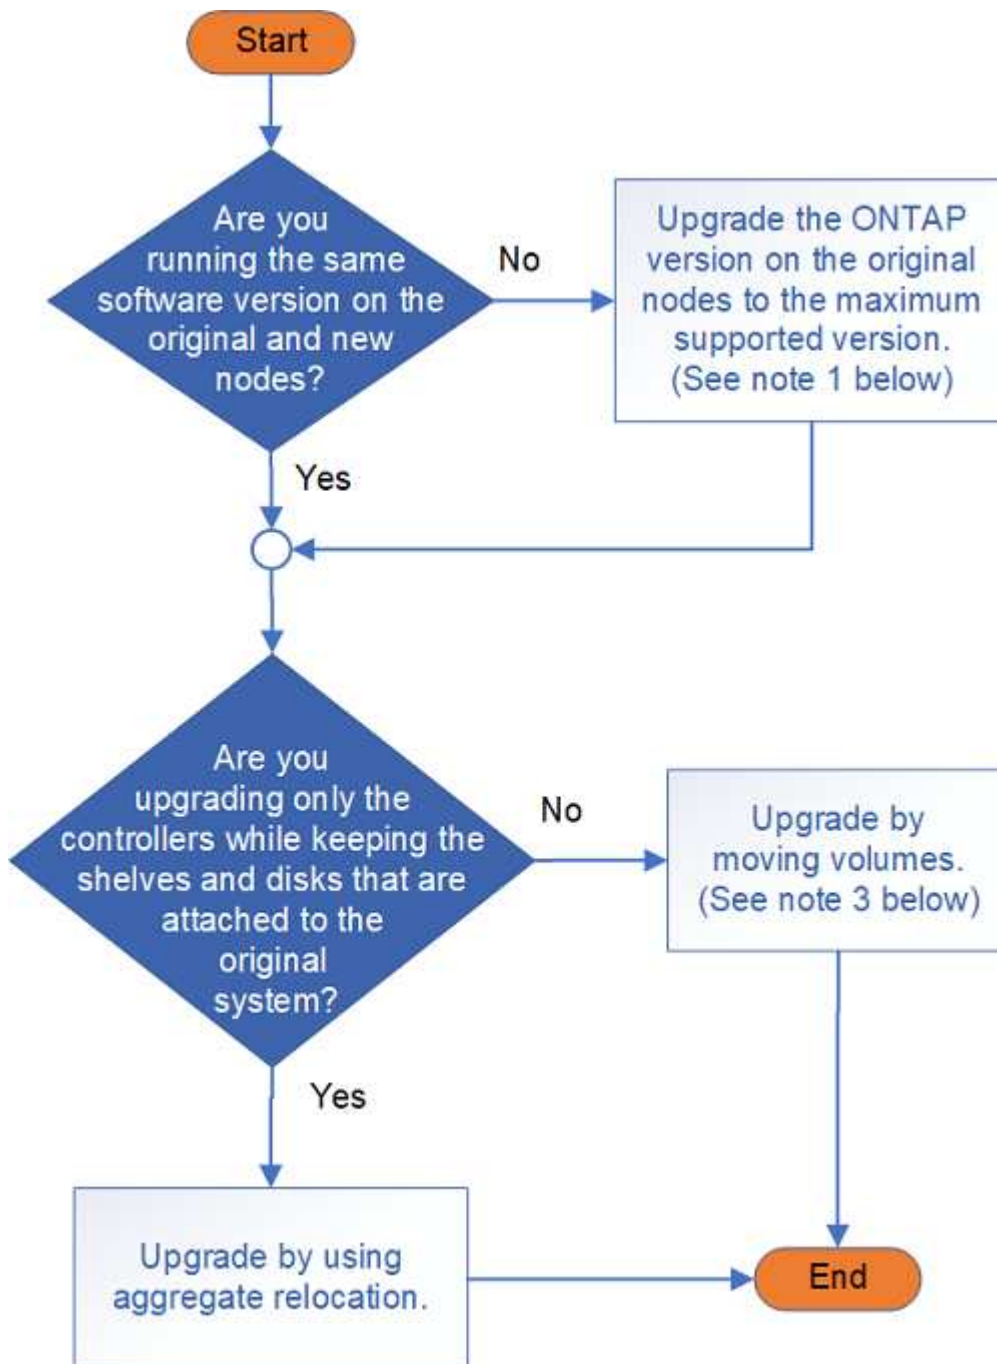 Start
Are you
running the same
software version on the
original and new
nodes?
No
Upgrade the ONTAP
version on the original
nodes to the maximum
supported version.
(See note 1 below)
Yes
Are you
upgrading only the
controllers while keeping the
shelves and disks that are
attached to the
original
system?
No
Upgrade by
moving volumes.
(See note 3 below)
Yes
Upgrade by using
aggregate relocation.
End